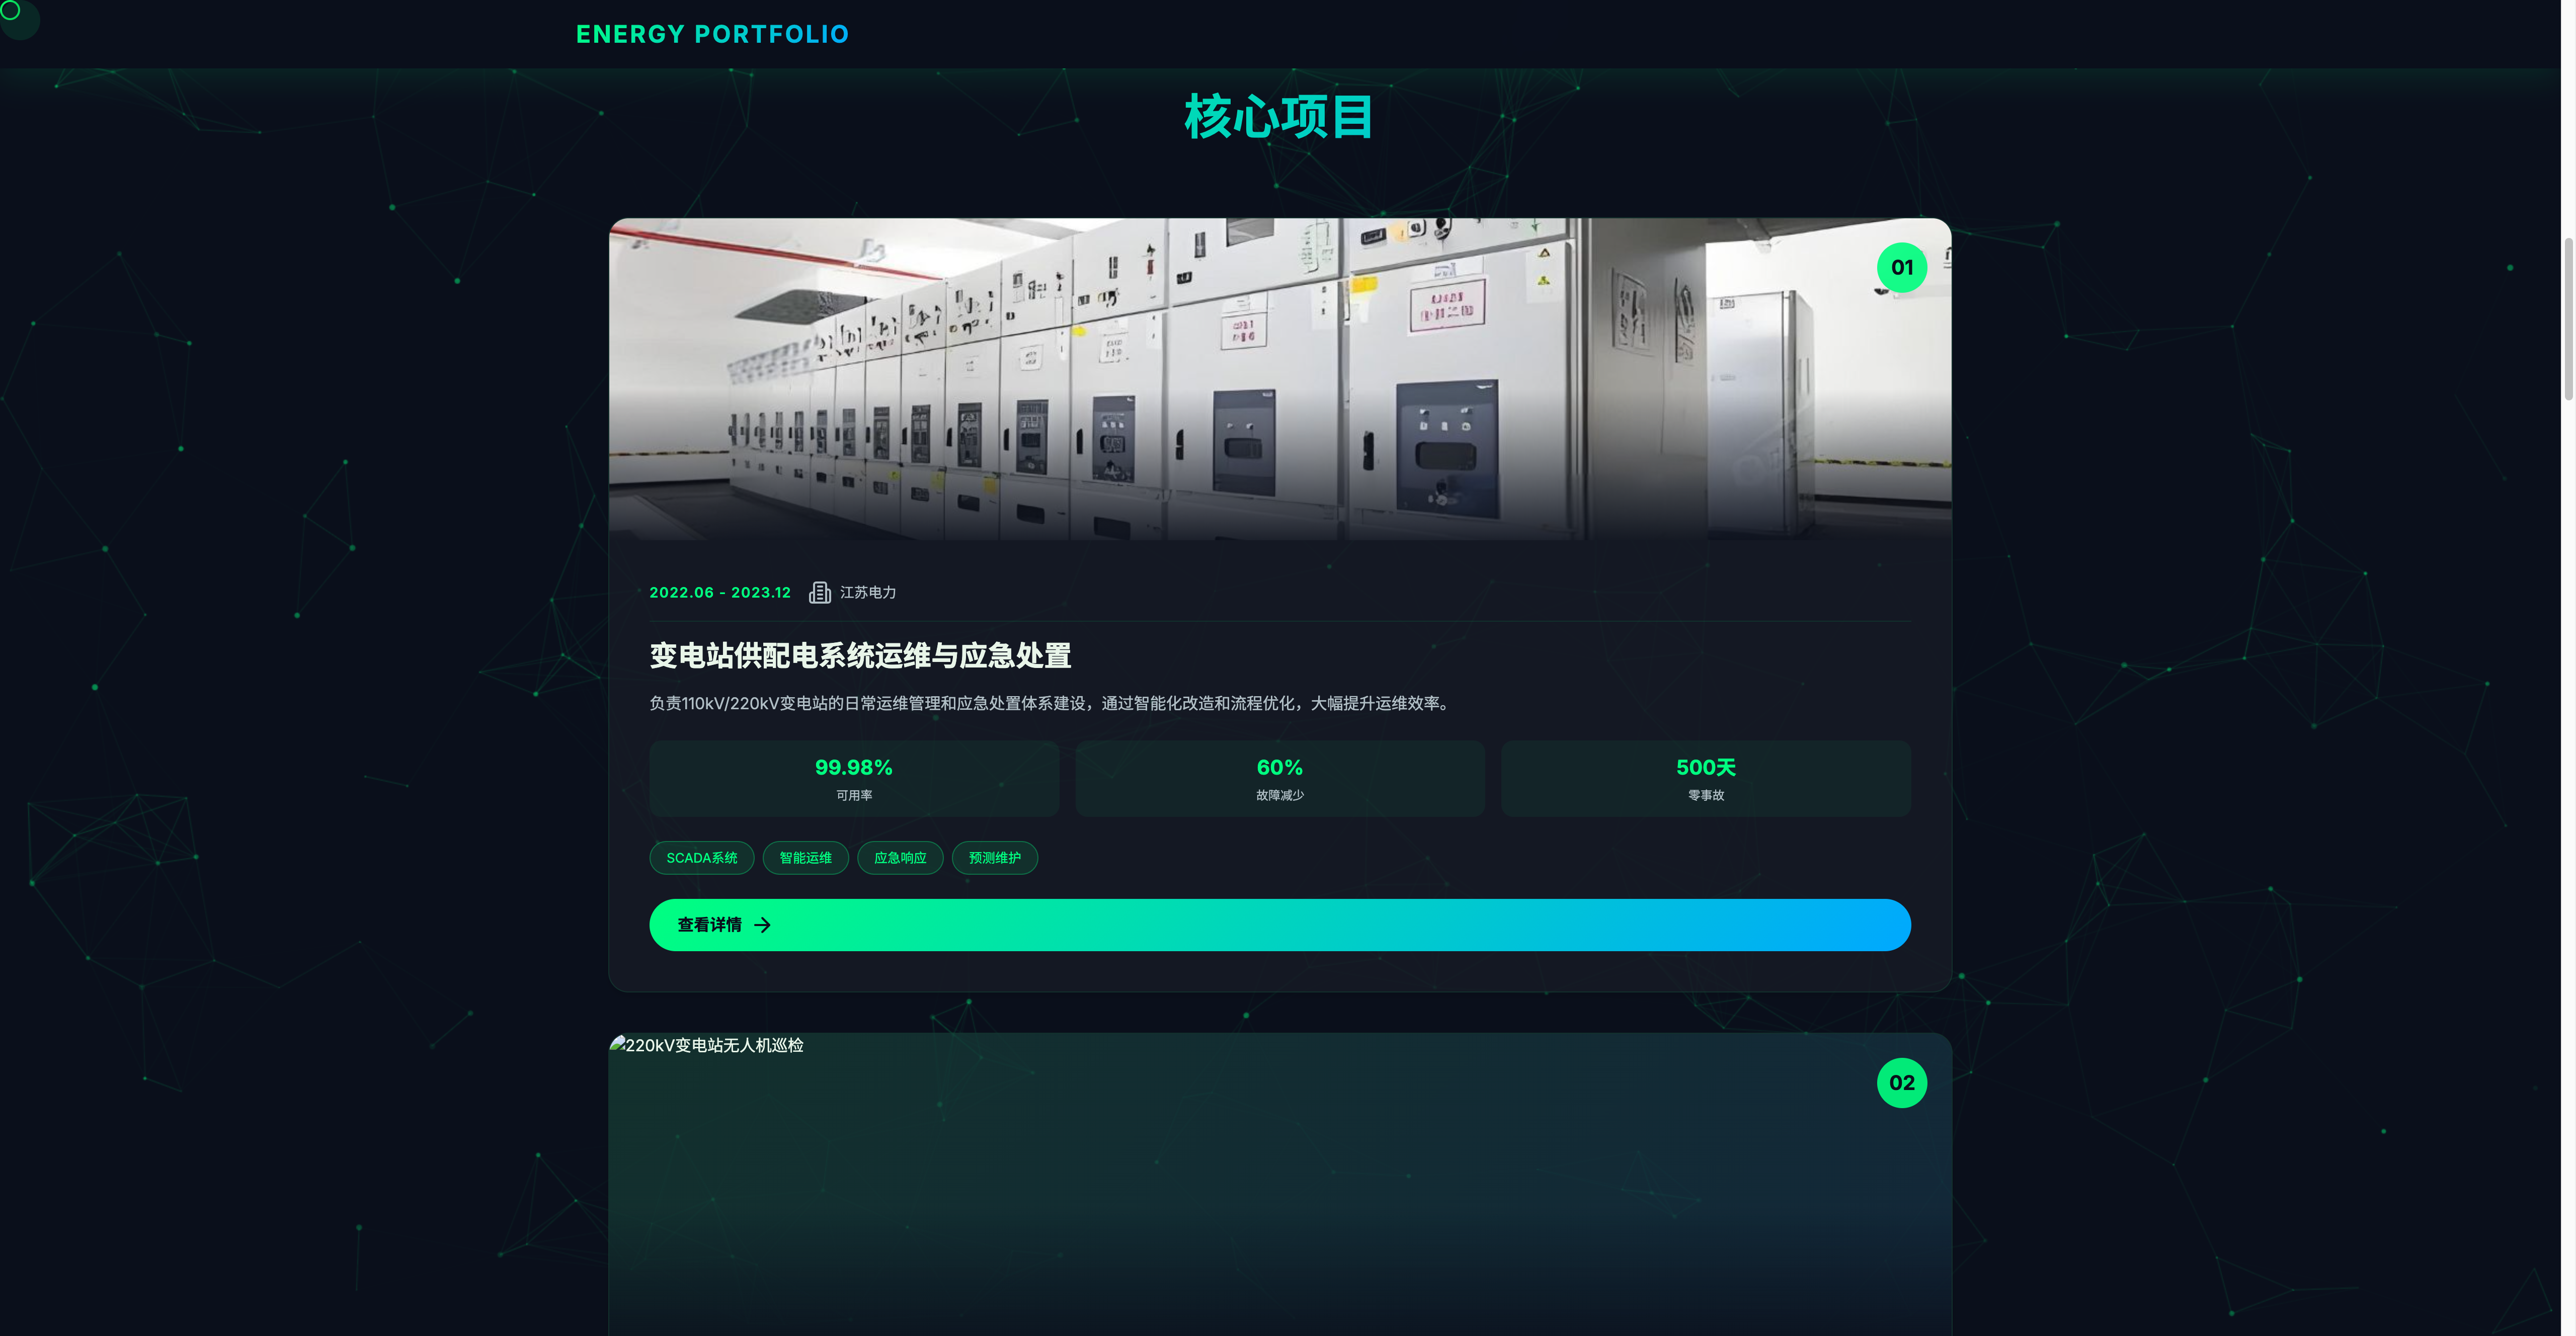 ENERGY PORTFOLIO
核心项目
01
2022.06 - 2023.12 江苏电力
变电站供配电系统运维与应急处置
负责110kV/220kV变电站的日常运维管理和应急处置体系建设，通过智能化改造和流程优化，大幅提升运维效率。
99.98% 60% 500天
可用率 故障减少 零事故
SCADA系统 智能运维 应急响应 预测维护
查看详情 →
220kV变电站无人机巡检
02